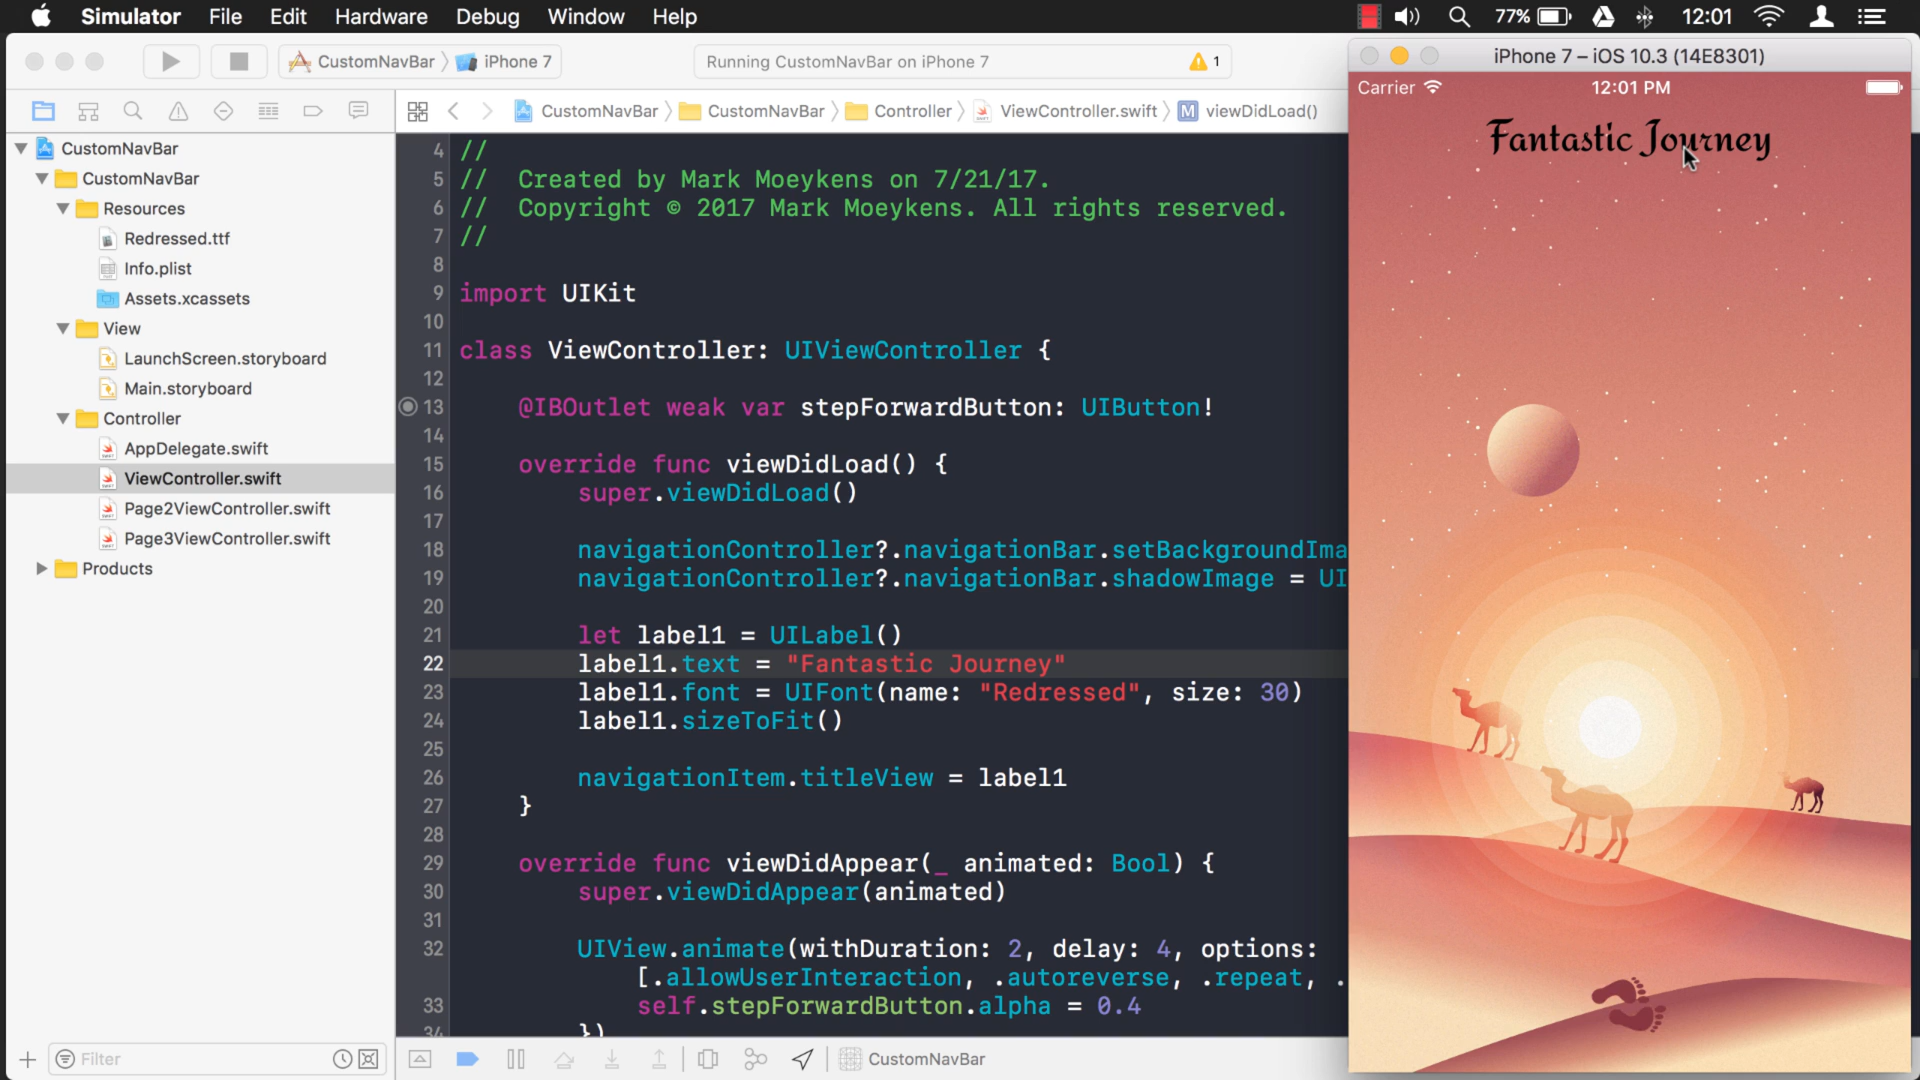 Simulator File Edit Hardware Debug Window Help 77% 12:01
CustomNavBar iPhone 7 Running CustomNavBar on iPhone 7 1
CustomNavBar CustomNavBar Controller ViewController.swift M viewDidLoad()
CustomNavBar
CustomNavBar
Resources
Redressed.ttf
Info.plist
Assets.xcassets
View
LaunchScreen.storyboard
Main.storyboard
Controller
AppDelegate.swift
ViewController.swift
Page2ViewController.swift
Page3ViewController.swift
Products
Filter
4 //
5 // Created by Mark Moeykens on 7/21/17.
6 // Copyright © 2017 Mark Moeykens. All rights reserved.
7 //
8
9 import UIKit
10
11 class ViewController: UIViewController {
12
13 @IBOutlet weak var stepForwardButton: UIButton!
14
15 override func viewDidLoad() {
16 super.viewDidLoad()
17
18 navigationController?.navigationBar.setBackgroundIma
19 navigationController?.navigationBar.shadowImage = UI
20
21 let label1 = UILabel()
22 label1.text = "Fantastic Journey"
23 label1.font = UIFont(name: "Redressed", size: 30)
24 label1.sizeToFit()
25
26 navigationItem.titleView = label1
27 }
28
29 override func viewDidAppear(_ animated: Bool) {
30 super.viewDidAppear(animated)
31
32 UIView.animate(withDuration: 2, delay: 4, options:
[.allowUserInteraction, .autoreverse, .repeat, .
33 self.stepForwardButton.alpha = 0.4
34 })
CustomNavBar
iPhone 7 – iOS 10.3 (14E8301)
Carrier 12:01 PM
Fantastic Journey